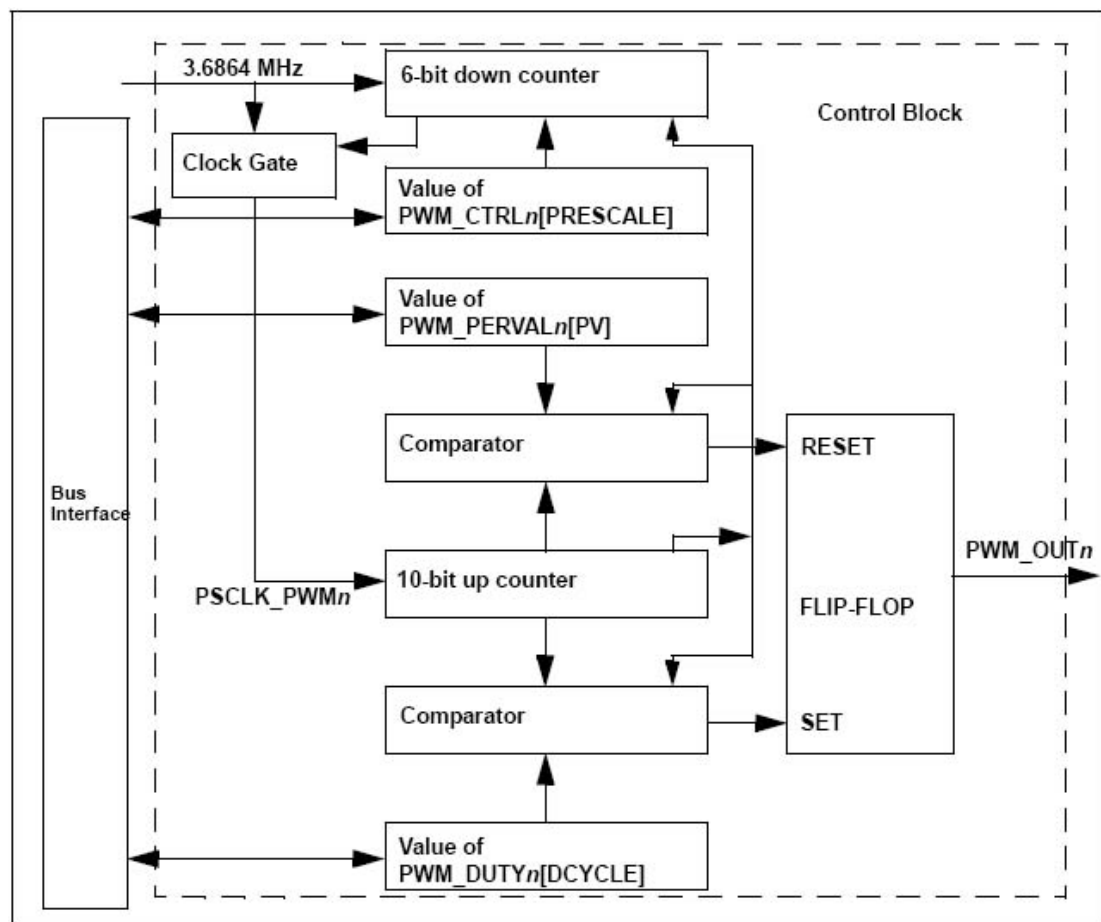 3.6864 MHz
6-bit down counter
Control Block
Clock Gate
Value of
PWM_CTRLn[PRESCALE]
Value of
PWM_PERVALn[PV]
Comparator
RESET
Bus
Interface
10-bit up counter
PSCLK_PWMn
PWM_OUTn
FLIP-FLOP
Comparator
SET
Value of
PWM_DUTYn[DCYCLE]